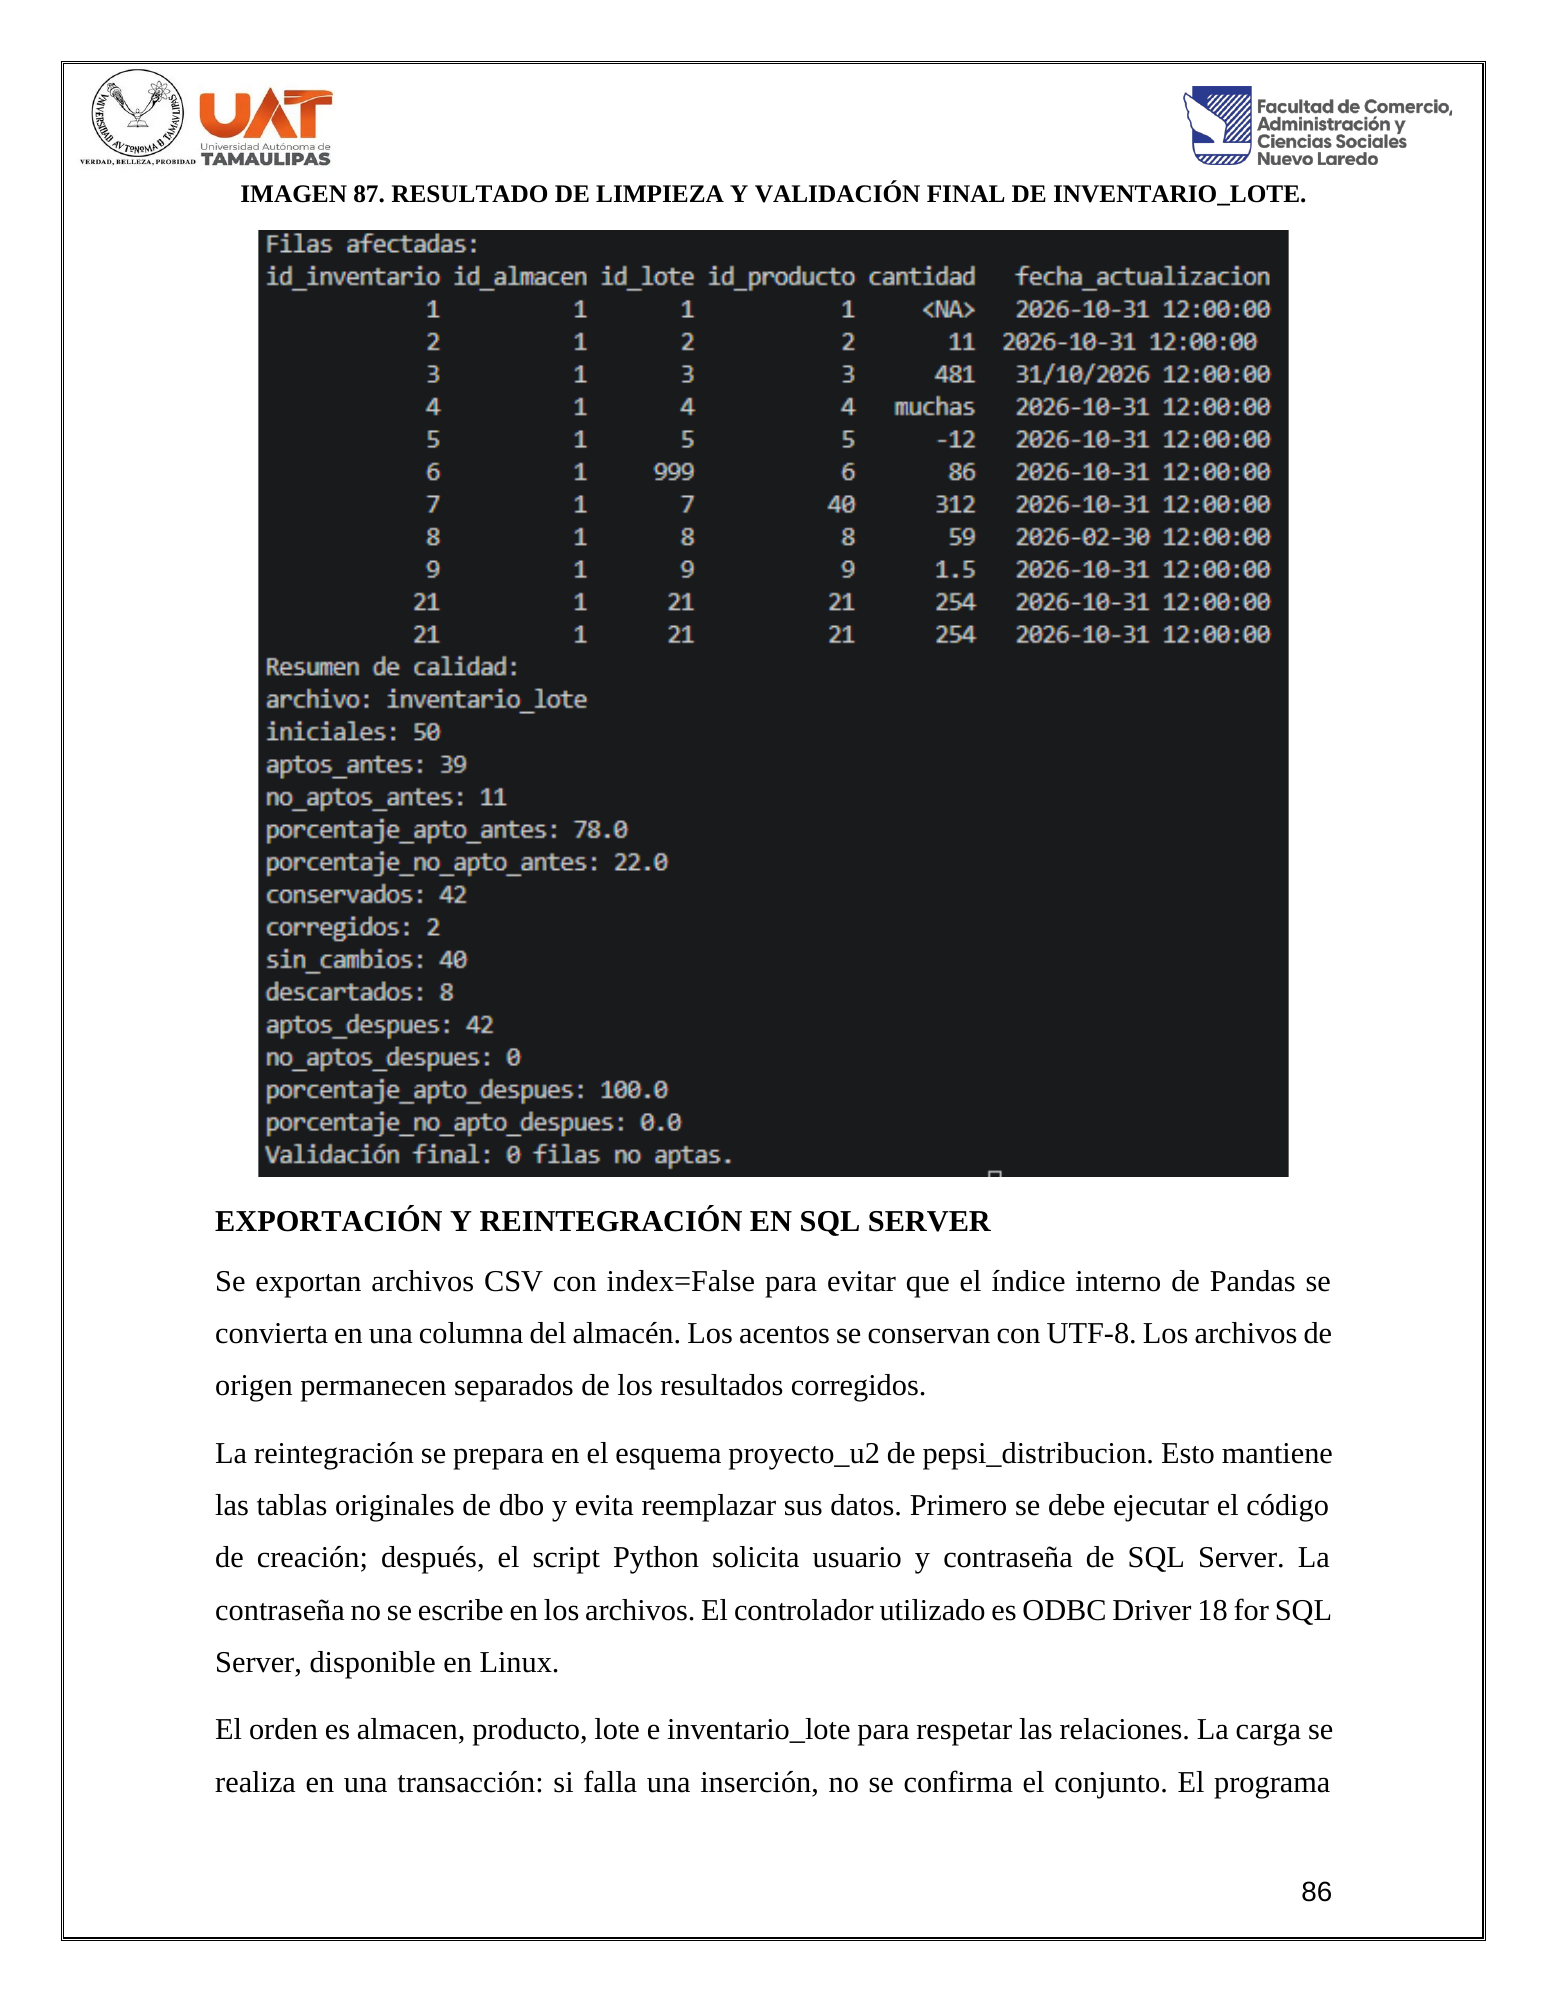 UNIVERSIDAD AUTONOMA DE TAMAULIPAS
VERDAD, BELLEZA, PROBIDAD
UAT
Universidad Autónoma de
TAMAULIPAS
Facultad de Comercio,
Administración y
Ciencias Sociales
Nuevo Laredo
IMAGEN 87. RESULTADO DE LIMPIEZA Y VALIDACIÓN FINAL DE INVENTARIO_LOTE.
Filas afectadas:
id_inventario id_almacen id_lote id_producto cantidad fecha_actualizacion
1 1 1 1 <NA> 2026-10-31 12:00:00
2 1 2 2 11 2026-10-31 12:00:00
3 1 3 3 481 31/10/2026 12:00:00
4 1 4 4 muchas 2026-10-31 12:00:00
5 1 5 5 -12 2026-10-31 12:00:00
6 1 999 6 86 2026-10-31 12:00:00
7 1 7 40 312 2026-10-31 12:00:00
8 1 8 8 59 2026-02-30 12:00:00
9 1 9 9 1.5 2026-10-31 12:00:00
21 1 21 21 254 2026-10-31 12:00:00
21 1 21 21 254 2026-10-31 12:00:00
Resumen de calidad:
archivo: inventario_lote
iniciales: 50
aptos_antes: 39
no_aptos_antes: 11
porcentaje_apto_antes: 78.0
porcentaje_no_apto_antes: 22.0
conservados: 42
corregidos: 2
sin_cambios: 40
descartados: 8
aptos_despues: 42
no_aptos_despues: 0
porcentaje_apto_despues: 100.0
porcentaje_no_apto_despues: 0.0
Validación final: 0 filas no aptas.
EXPORTACIÓN Y REINTEGRACIÓN EN SQL SERVER
Se exportan archivos CSV con index=False para evitar que el índice interno de Pandas se
convierta en una columna del almacén. Los acentos se conservan con UTF-8. Los archivos de
origen permanecen separados de los resultados corregidos.
La reintegración se prepara en el esquema proyecto_u2 de pepsi_distribucion. Esto mantiene
las tablas originales de dbo y evita reemplazar sus datos. Primero se debe ejecutar el código
de creación; después, el script Python solicita usuario y contraseña de SQL Server. La
contraseña no se escribe en los archivos. El controlador utilizado es ODBC Driver 18 for SQL
Server, disponible en Linux.
El orden es almacen, producto, lote e inventario_lote para respetar las relaciones. La carga se
realiza en una transacción: si falla una inserción, no se confirma el conjunto. El programa
86